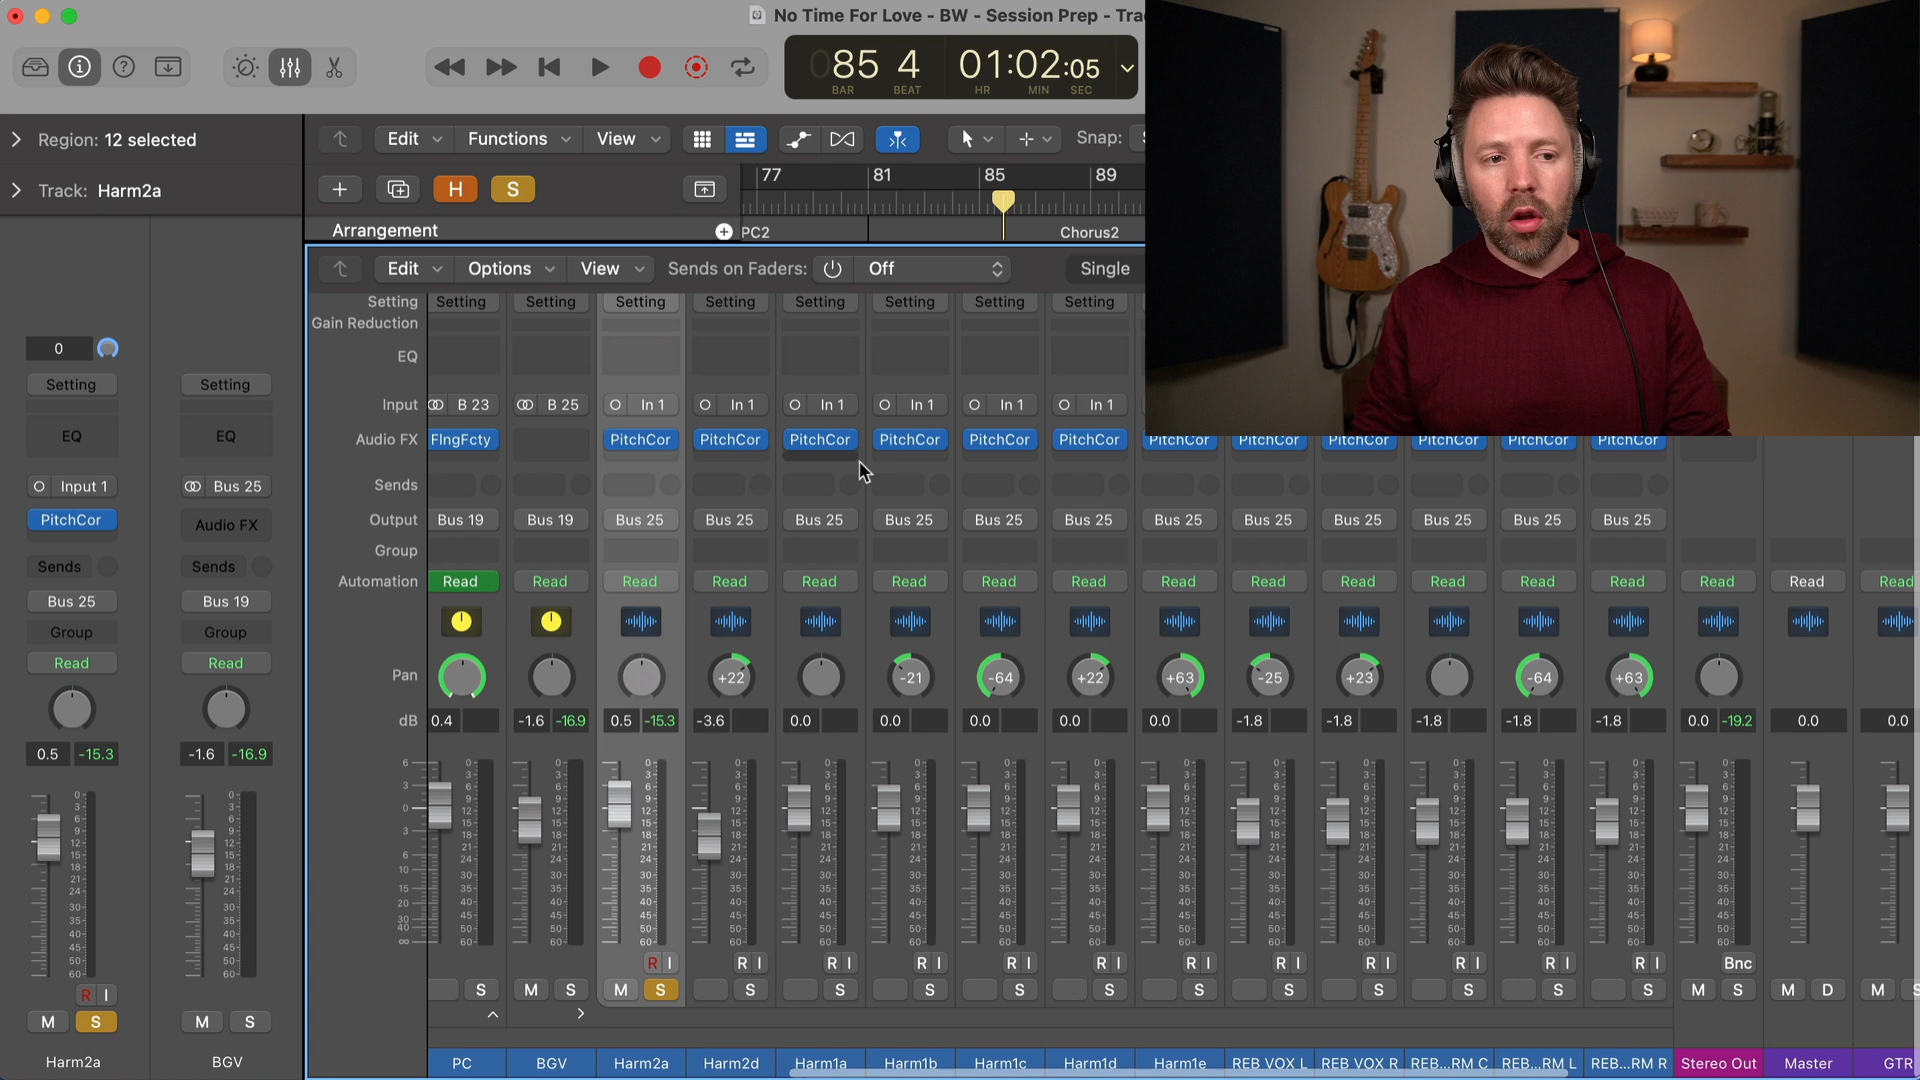 No Time For Love - BW - Session Prep - Tra
85 4 01:02:05
BAR BEAT HR MIN SEC
Region: 12 selected
Edit Functions View Snap:
Track: Harm2a
H S
77 81 85 89
Arrangement PC2 Chorus2
Edit Options View Sends on Faders: Off Single
Setting Setting Setting Setting Setting Setting Setting Setting Setting
Gain Reduction
EQ
0
Setting Setting
EQ EQ
Input B 23 B 25 In 1 In 1 In 1 In 1 In 1 In 1
Audio FX FlngFcty PitchCor PitchCor PitchCor PitchCor PitchCor PitchCor PitchCor PitchCor PitchCor PitchCor PitchCor PitchCor
Sends
Input 1 Bus 25
PitchCor Audio FX
Output Bus 19 Bus 19 Bus 25 Bus 25 Bus 25 Bus 25 Bus 25 Bus 25 Bus 25 Bus 25 Bus 25 Bus 25 Bus 25 Bus 25
Group
Sends Sends
Automation Read Read Read Read Read Read Read Read Read Read Read Read Read Read Read Read Read
Bus 25 Bus 19
Group Group
Read Read
Pan +22 -21 -64 +22 +63 -25 +23 -64 +63
dB 0.4 -1.6 -16.9 0.5 -15.3 -3.6 0.0 0.0 0.0 0.0 0.0 -1.8 -1.8 -1.8 -1.8 -1.8 0.0 -19.2 0.0 0.0
0.5 -15.3 -1.6 -16.9
R I R I R I R I R I R I R I R I R I R I R I R I Bnc
S M S M S S S S S S S S S S S S S M S M D M S
R I
M S M S
Harm2a BGV
PC BGV Harm2a Harm2d Harm1a Harm1b Harm1c Harm1d Harm1e REB VOX L REB VOX R REB...RM C REB...RM L REB...RM R Stereo Out Master GTR